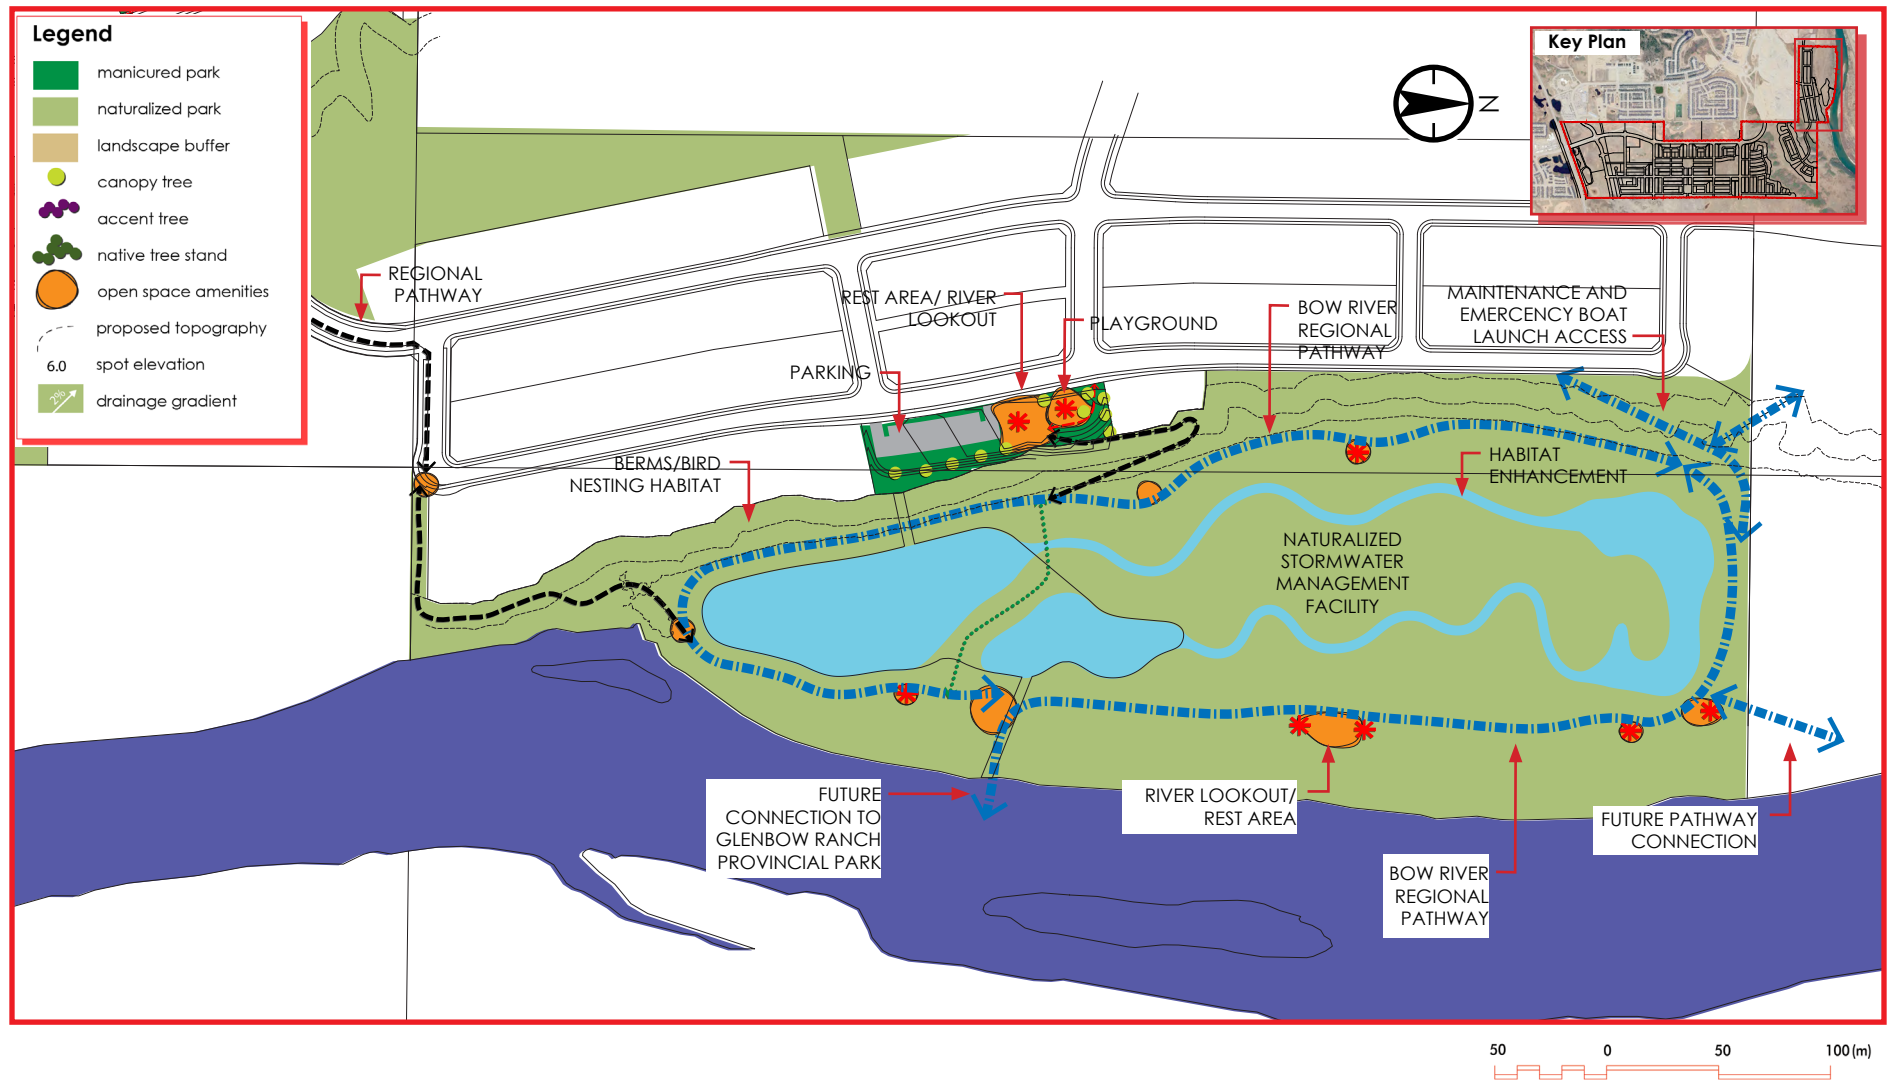 Legend
manicured park
naturalized park
landscape buffer
canopy tree
accent tree
native tree stand
open space amenities
proposed topography
6.0 spot elevation
2% drainage gradient
Key Plan
N
REGIONAL
PATHWAY
REST AREA/ RIVER
LOOKOUT
PLAYGROUND
PARKING
BOW RIVER
REGIONAL
PATHWAY
MAINTENANCE AND
EMERCENCY BOAT
LAUNCH ACCESS
BERMS/BIRD
NESTING HABITAT
HABITAT
ENHANCEMENT
NATURALIZED
STORMWATER
MANAGEMENT
FACILITY
FUTURE
CONNECTION TO
GLENBOW RANCH
PROVINCIAL PARK
RIVER LOOKOUT/
REST AREA
BOW RIVER
REGIONAL
PATHWAY
FUTURE PATHWAY
CONNECTION
50 0 50 100 (m)